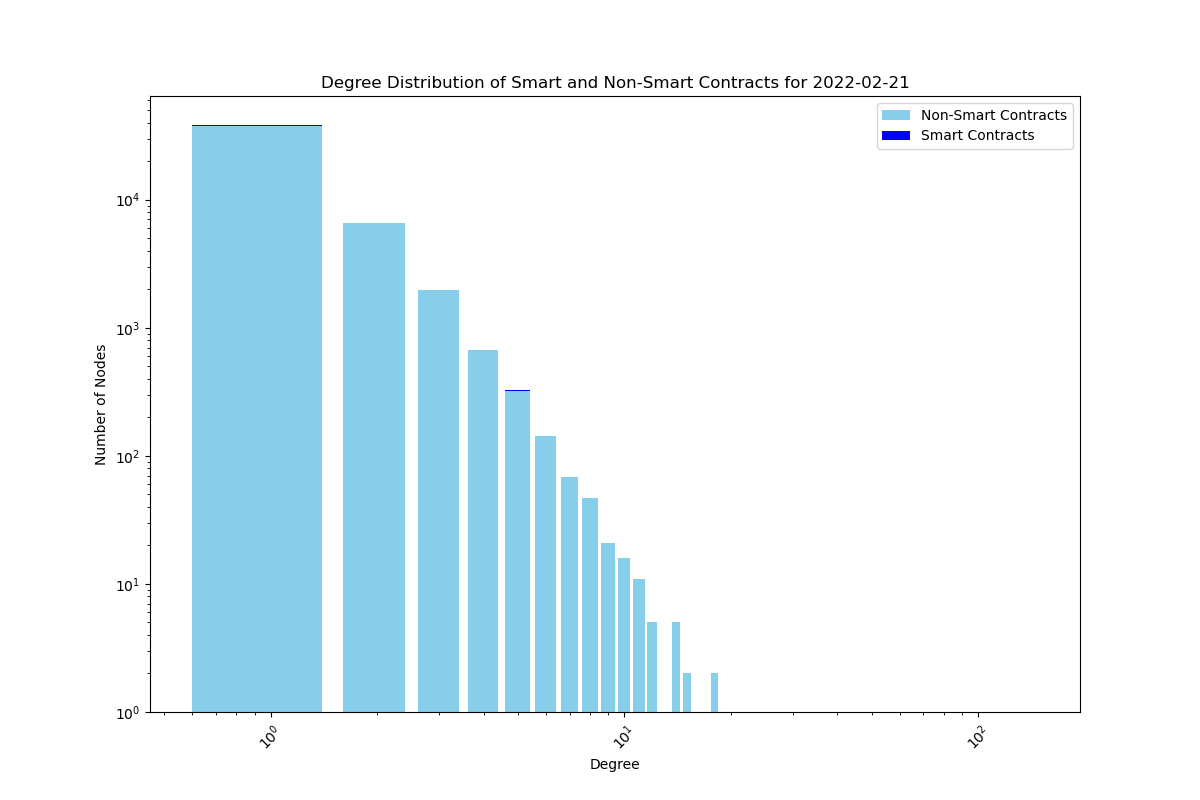 Degree Distribution of Smart and Non-Smart Contracts for 2022-02-21
Non-Smart Contracts
Smart Contracts
Number of Nodes
10⁴
10³
10²
10¹
10⁰
10⁰
10¹
10²
Degree